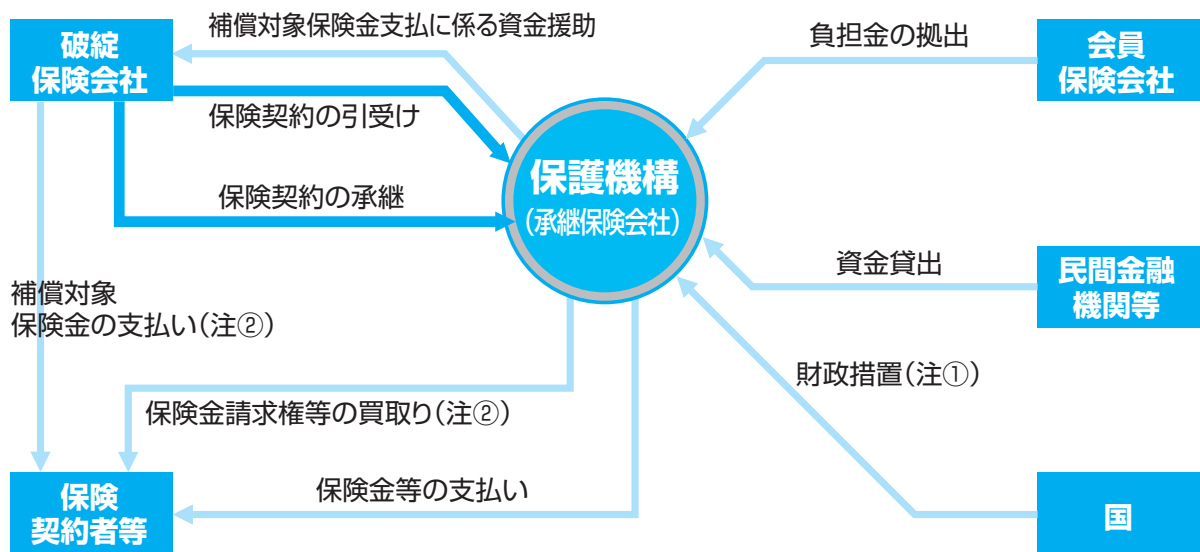 補償対象保険金支払に係る資金援助
負担金の拠出
破綻
保険会社
会員
保険会社
保険契約の引受け
保護機構
(承継保険会社)
保険契約の承継
資金貸出
民間金融
機関等
補償対象
保険金の支払い(注②)
財政措置(注①)
保険金請求権等の買取り(注②)
保険金等の支払い
保険
契約者等
国